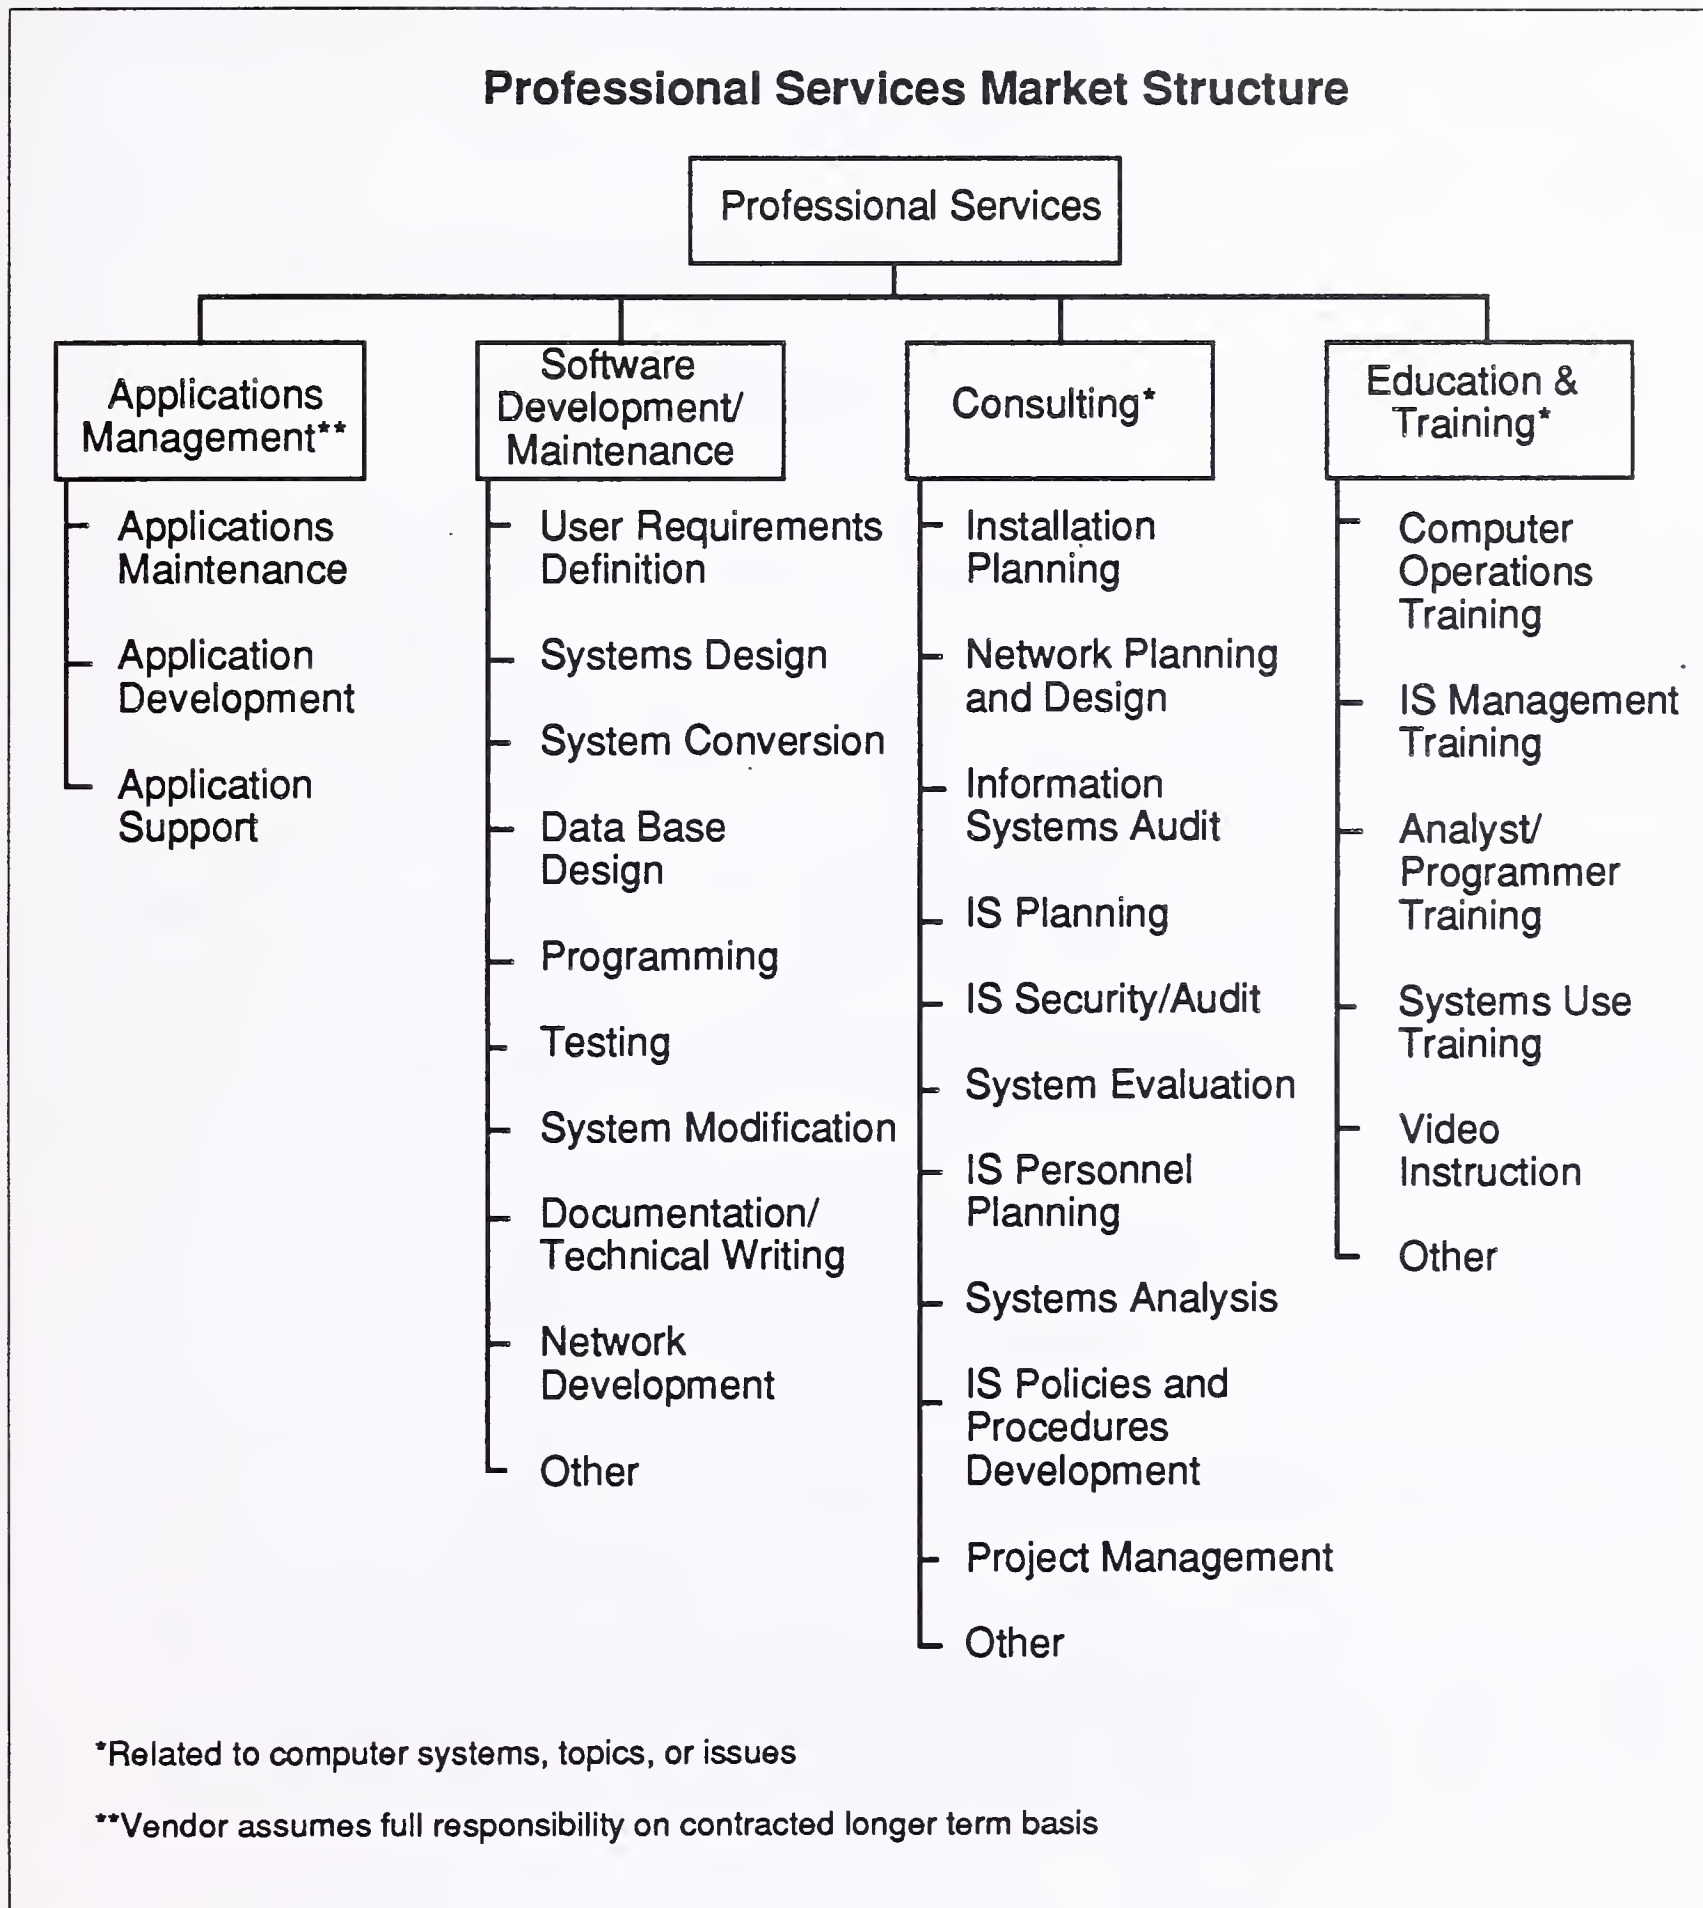 Professional Services Market Structure
Professional Services
Applications
Management**
Applications
Maintenance
Application
Development
Application
Support
Software
Development/
Maintenance
User Requirements
Definition
Systems Design
System Conversion
Data Base
Design
Programming
Testing
System Modification
Documentation/
Technical Writing
Network
Development
Other
Consulting*
Installation
Planning
Network Planning
and Design
Information
Systems Audit
IS Planning
IS Security/Audit
System Evaluation
IS Personnel
Planning
Systems Analysis
IS Policies and
Procedures
Development
Project Management
Other
Education &
Training*
Computer
Operations
Training
IS Management
Training
Analyst/
Programmer
Training
Systems Use
Training
Video
Instruction
Other
*Related to computer systems, topics, or issues
**Vendor assumes full responsibility on contracted longer term basis